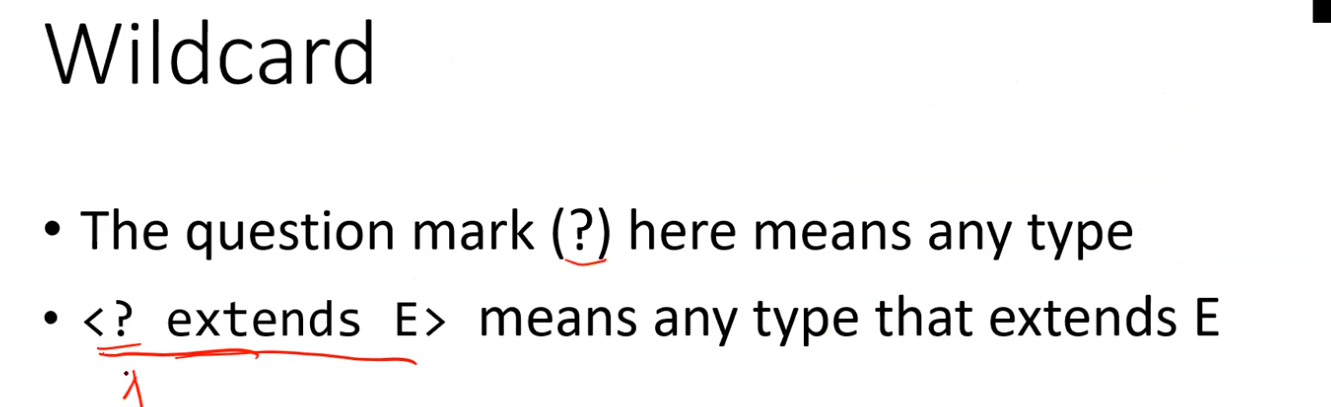 Wildcard
• The question mark (?) here means any type
• <? extends E> means any type that extends E